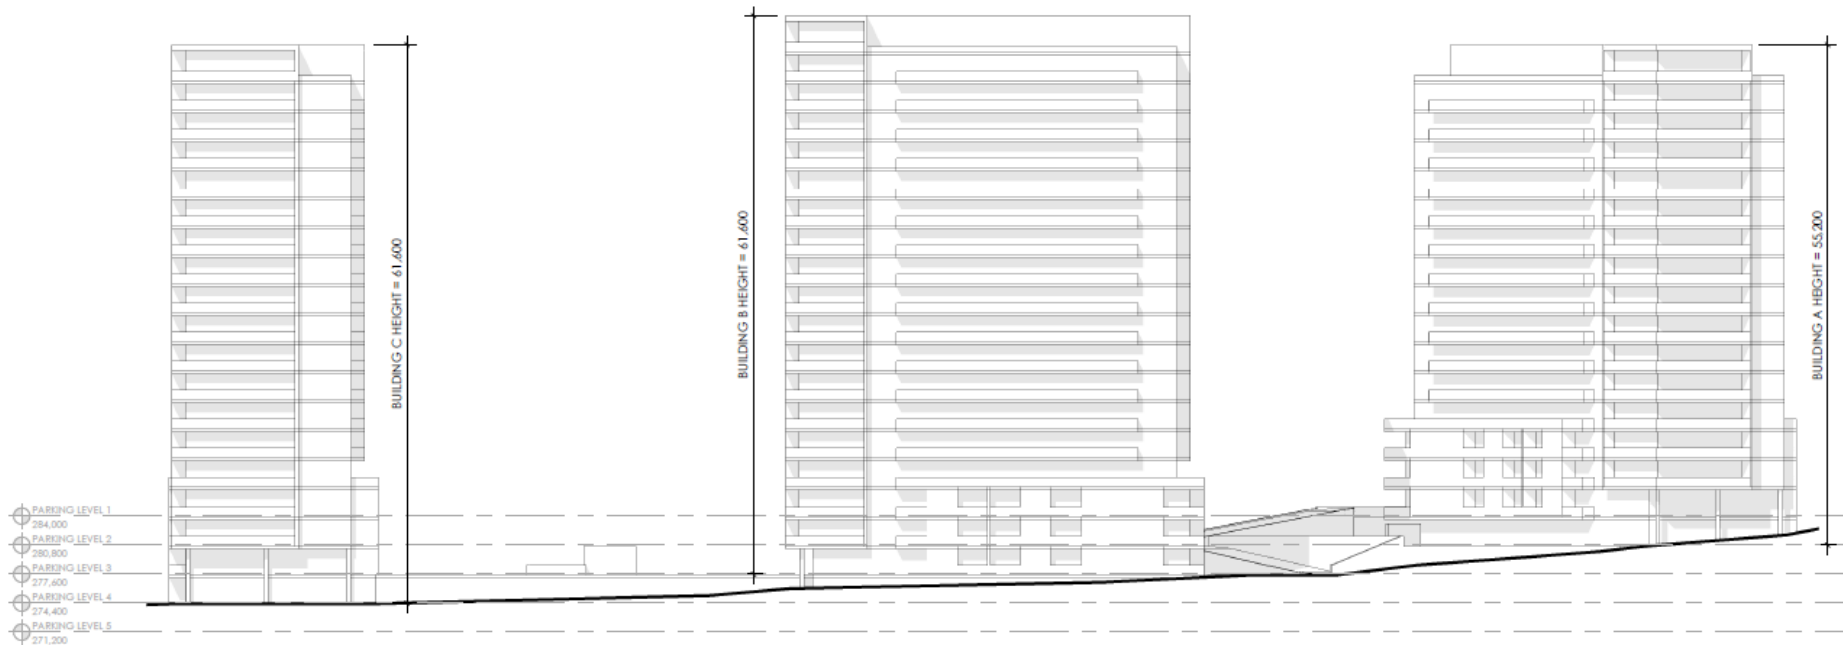 BUILDING C HEIGHT = 61,600
BUILDING B HEIGHT = 61,600
BUILDING A HEIGHT = 55,200
PARKING LEVEL 1
284,000
PARKING LEVEL 2
280,800
PARKING LEVEL 3
277,600
PARKING LEVEL 4
274,400
PARKING LEVEL 5
271,200